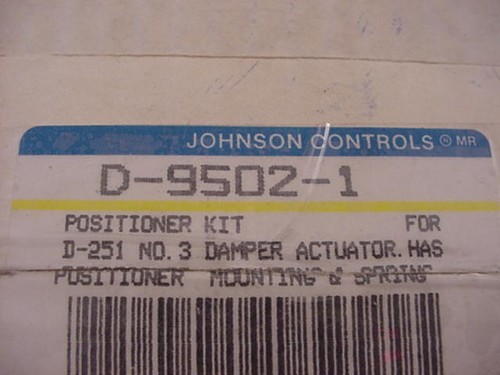 JOHNSON CONTROLS ® MR
D-9502-1
POSITIONER KIT FOR
D-251 NO.3 DAMPER ACTUATOR. HAS
POSITIONER MOUNTING & SPRING